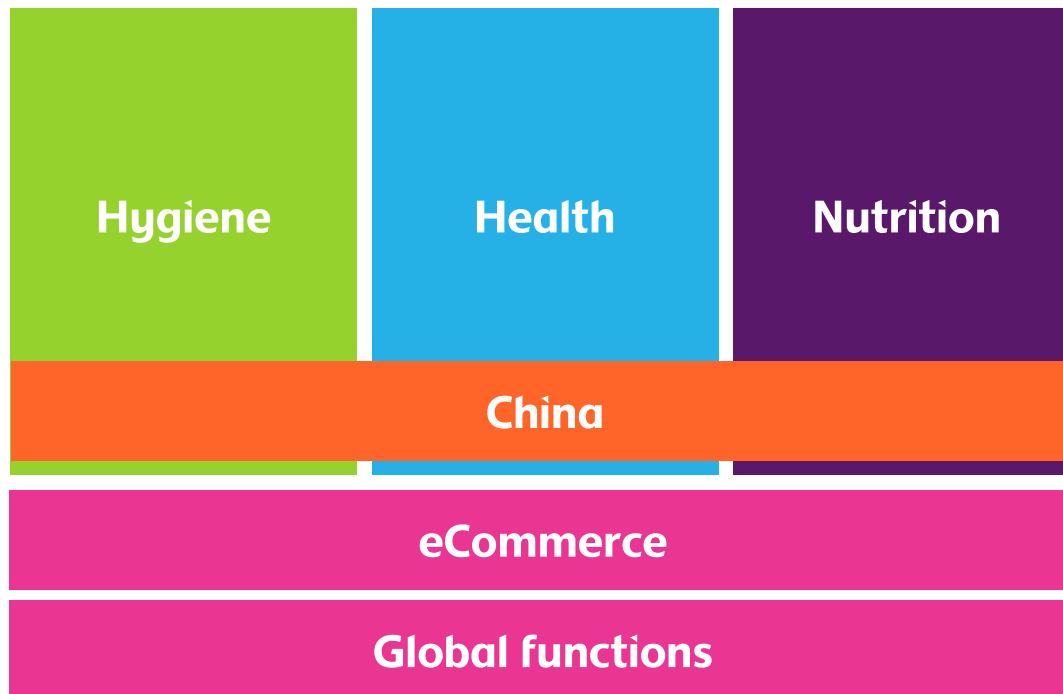 Hygiene
Health
Nutrition
China
eCommerce
Global functions